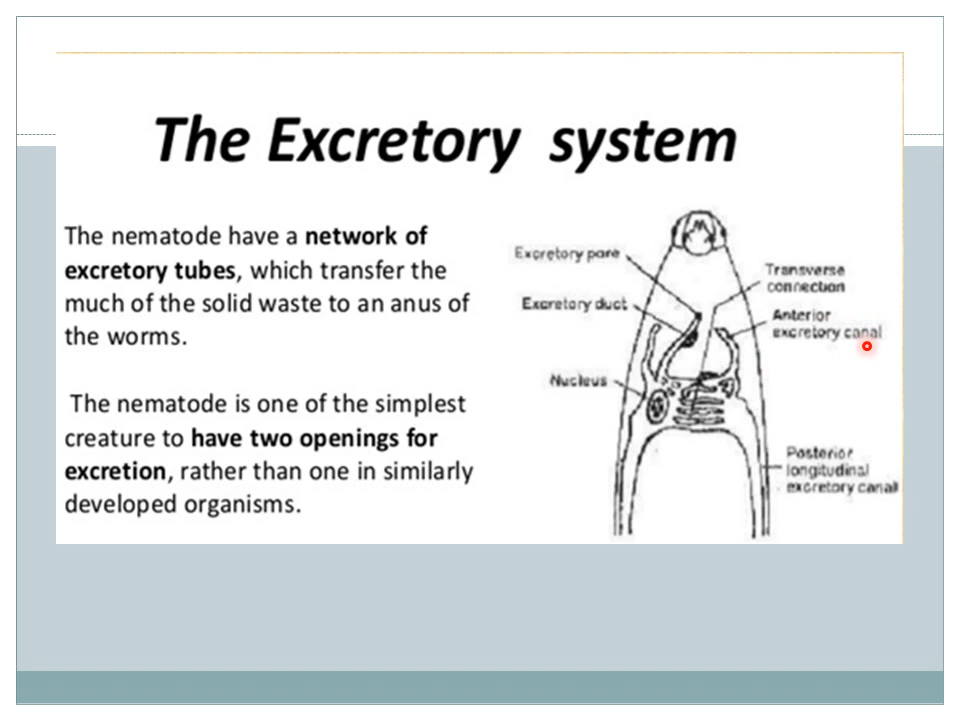 The Excretory system
The nematode have a network of
excretory tubes, which transfer the
much of the solid waste to an anus of
the worms.
The nematode is one of the simplest
creature to have two openings for
excretion, rather than one in similarly
developed organisms.
Excretory pore
Excretory duct
Nucleus
Transverse
connection
Anterior
excretory canal
Posterior
longitudinal
excretory canal